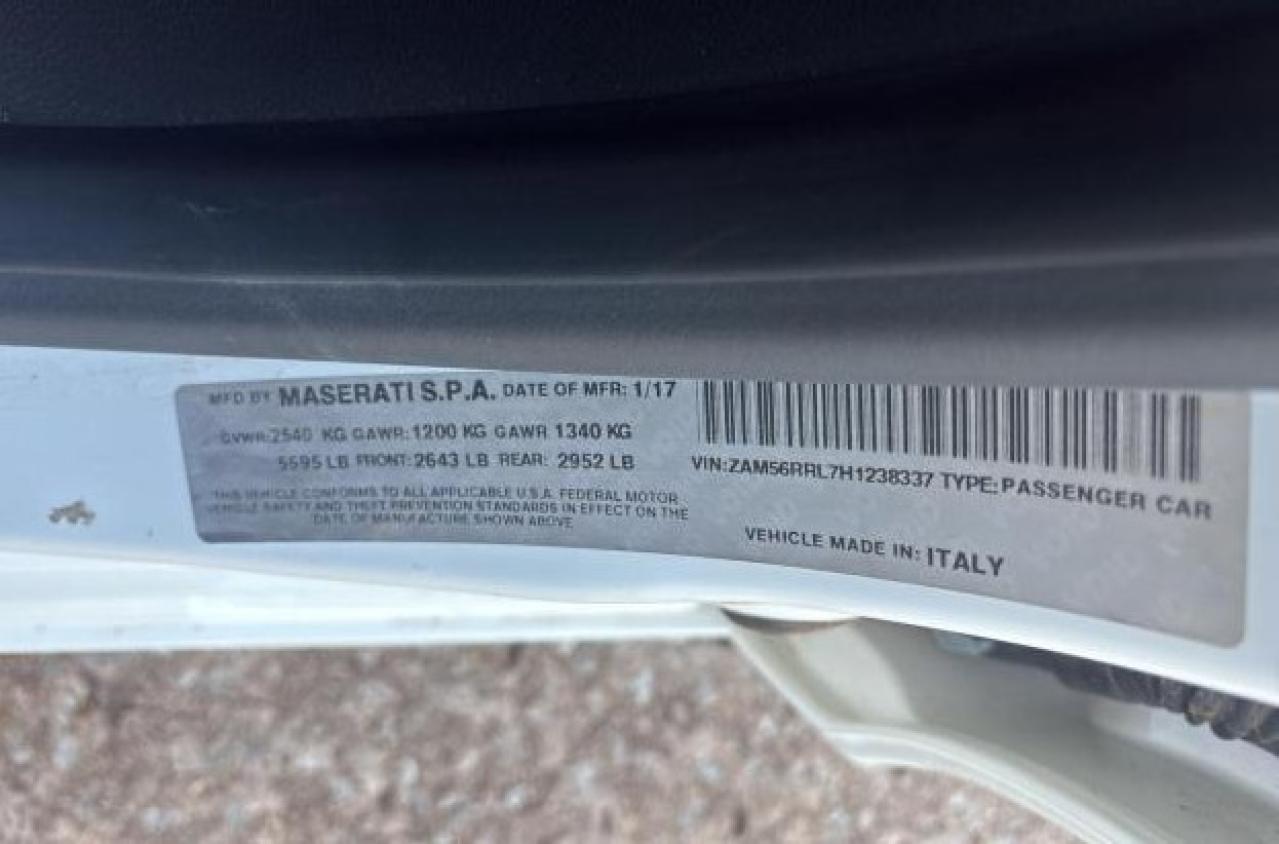 MFD BY MASERATI S.P.A. DATE OF MFR: 1/17
GVWR:2540 KG GAWR:1200 KG GAWR 1340 KG
5595 LB FRONT:2643 LB REAR: 2952 LB
THIS VEHICLE CONFORMS TO ALL APPLICABLE U.S.A. FEDERAL MOTOR
VEHICLE SAFETY AND THEFT PREVENTION STANDARDS IN EFFECT ON THE
DATE OF MANUFACTURE SHOWN ABOVE
VIN:ZAM56RRL7H1238337 TYPE:PASSENGER CAR
VEHICLE MADE IN: ITALY